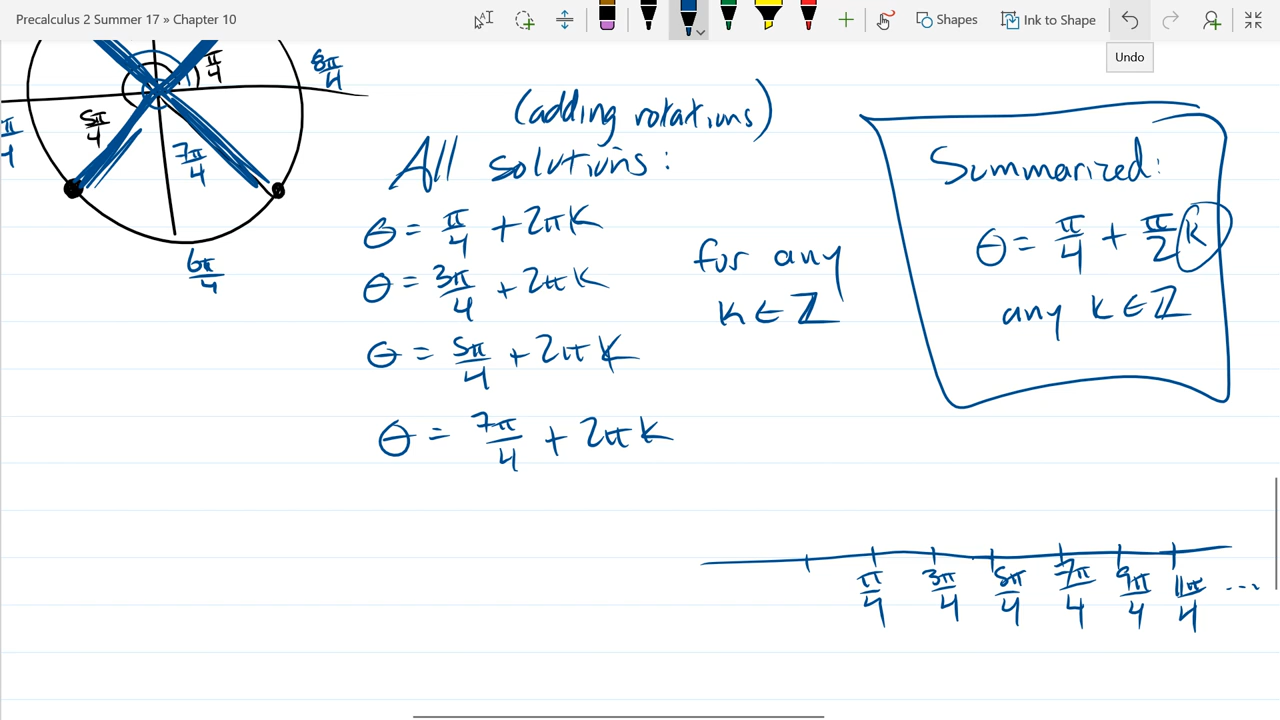 Precalculus 2 Summer 17 » Chapter 10
Shapes
Ink to Shape
Undo
π/4
8π/4
5π/4
7π/4
6π/4
(adding rotations)
All solutions:
θ = π/4 + 2πk
θ = 3π/4 + 2πk
θ = 5π/4 + 2πk
θ = 7π/4 + 2πk
for any
k ∈ ℤ
Summarized:
θ = π/4 + π/2 k
any k ∈ ℤ
π/4 3π/4 5π/4 7π/4 9π/4 11π/4 ...